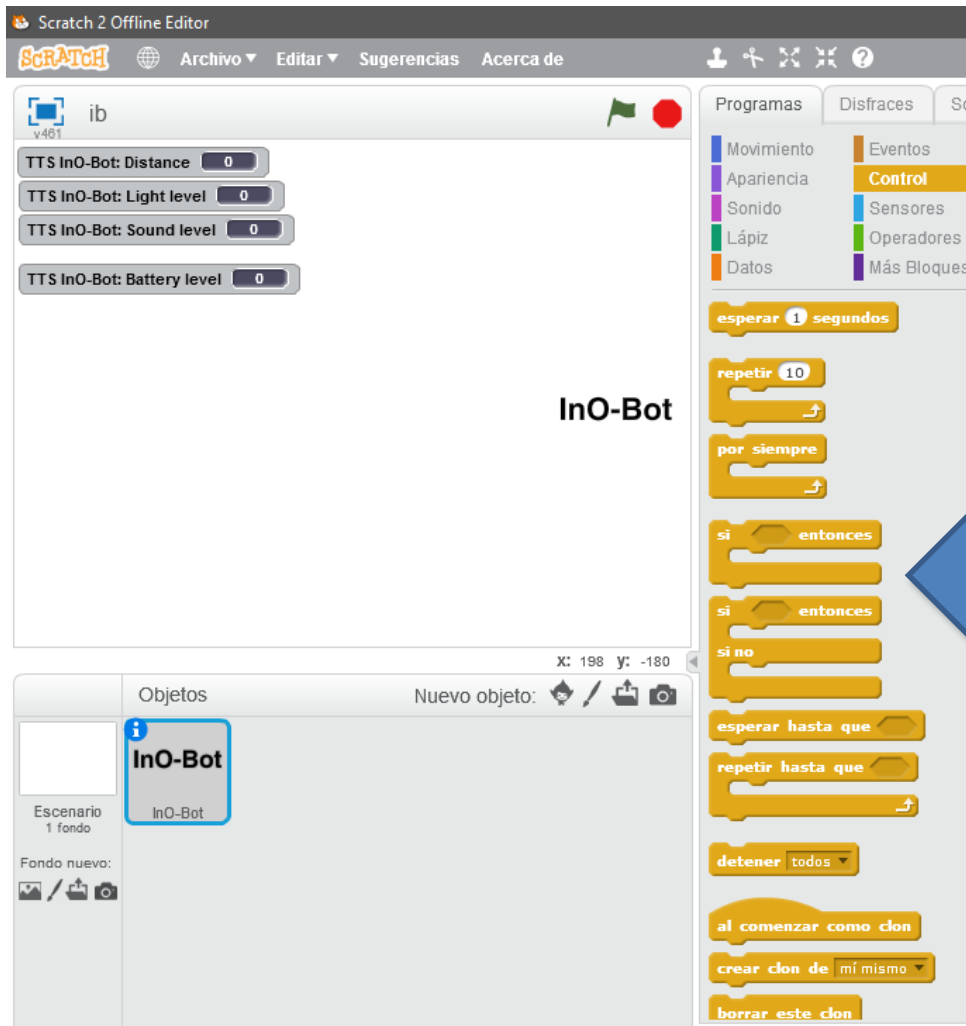 Scratch 2 Offline Editor
SCRATCH Archivo Editar Sugerencias Acerca de
v461 ib
TTS InO-Bot: Distance 0
TTS InO-Bot: Light level 0
TTS InO-Bot: Sound level 0
TTS InO-Bot: Battery level 0
InO-Bot
x: 198 y: -180
Objetos Nuevo objeto:
InO-Bot
InO-Bot
Escenario
1 fondo
Fondo nuevo:
Programas Disfraces
Movimiento Eventos
Apariencia Control
Sonido Sensores
Lápiz Operadores
Datos Más Bloques
esperar 1 segundos
repetir 10
por siempre
si entonces
si entonces
si no
esperar hasta que
repetir hasta que
detener todos
al comenzar como clon
crear clon de mí mismo
borrar este clon